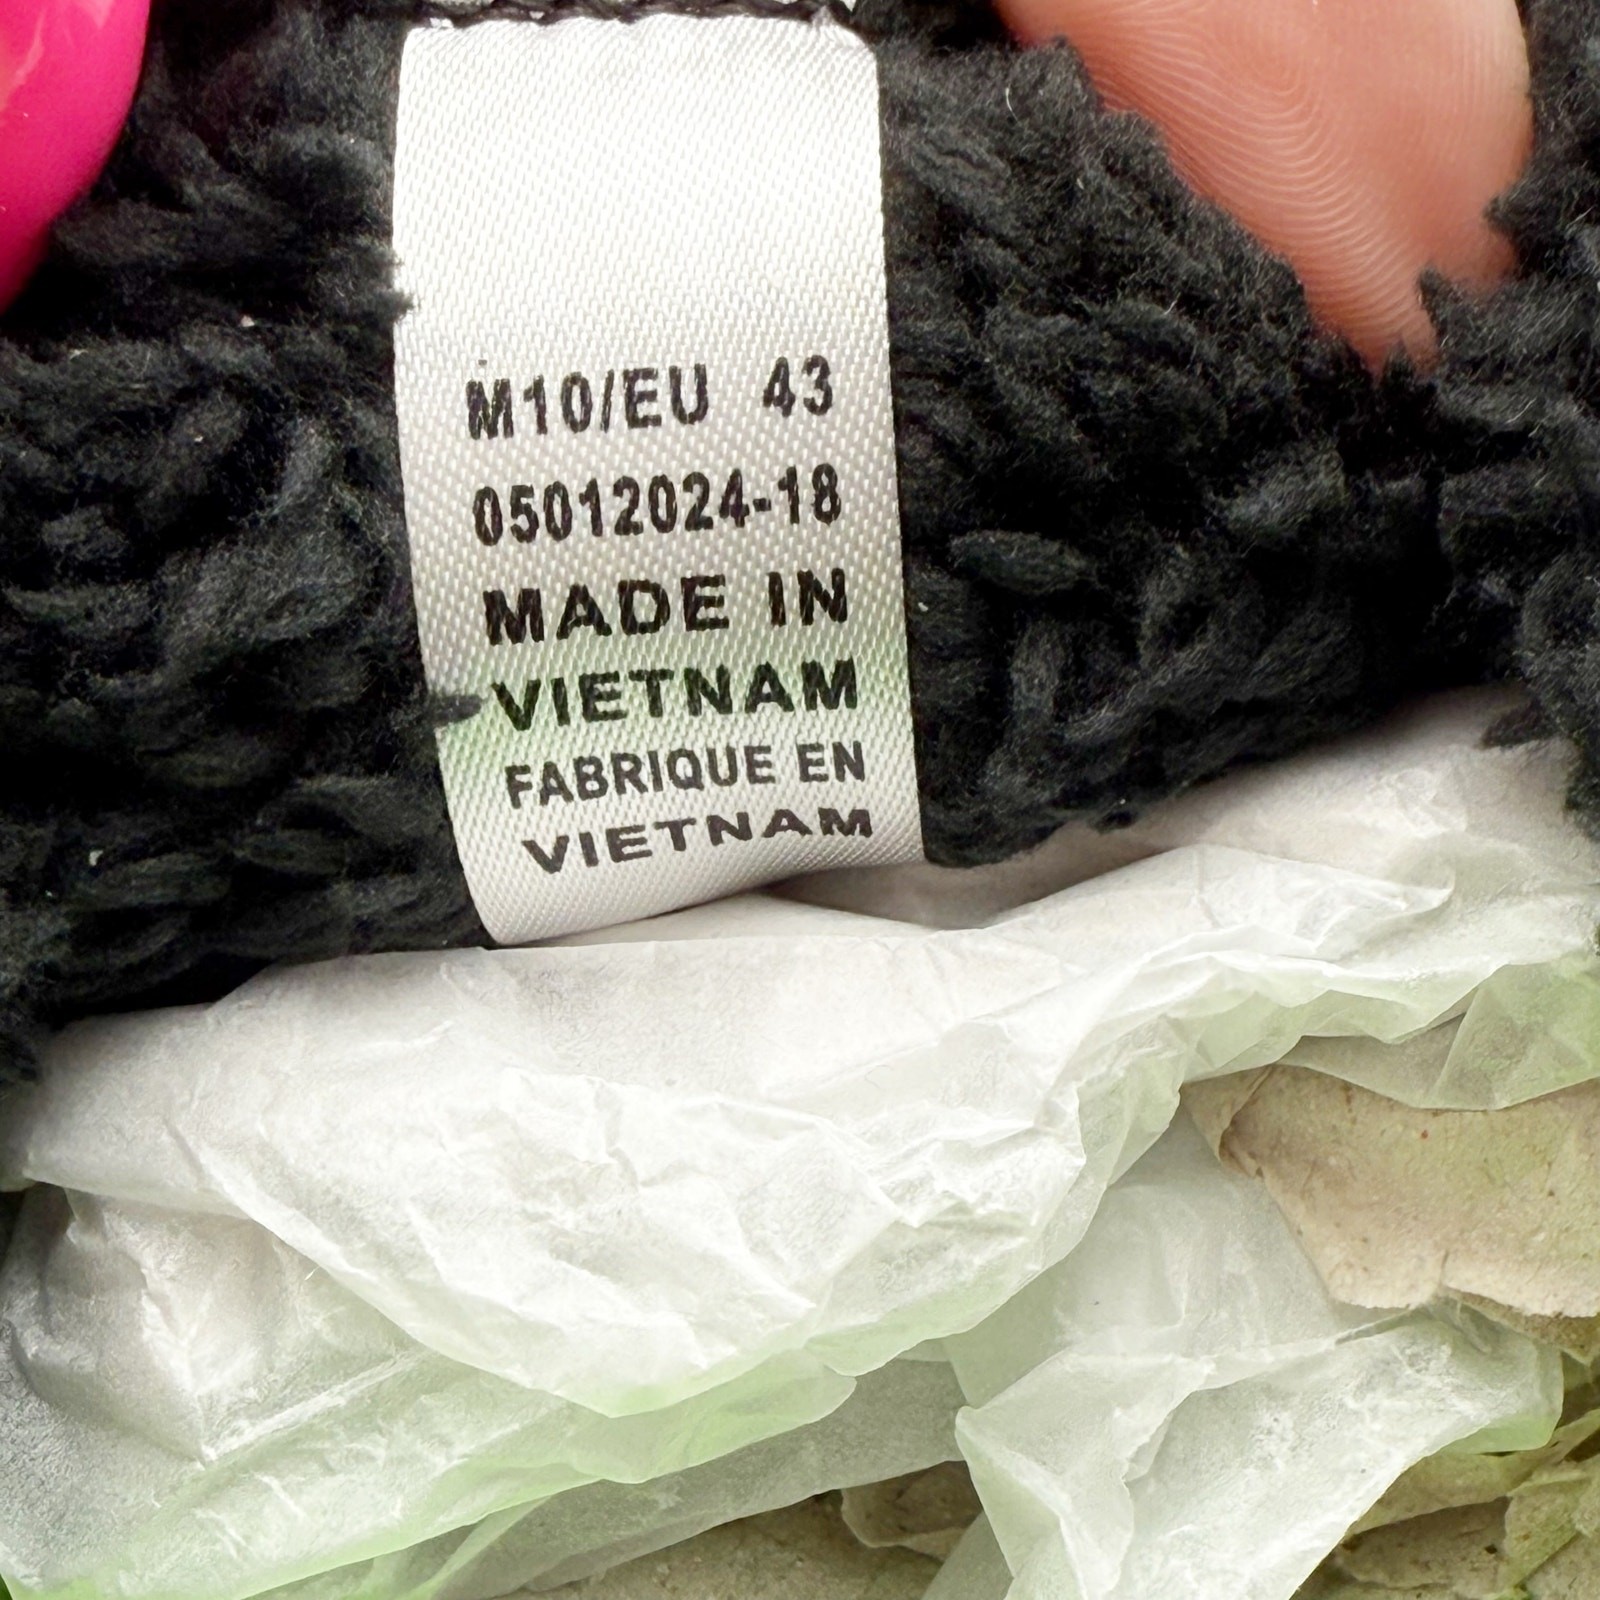 M10/EU 43
05012024-18
MADE IN
VIETNAM
FABRIQUE EN
VIETNAM